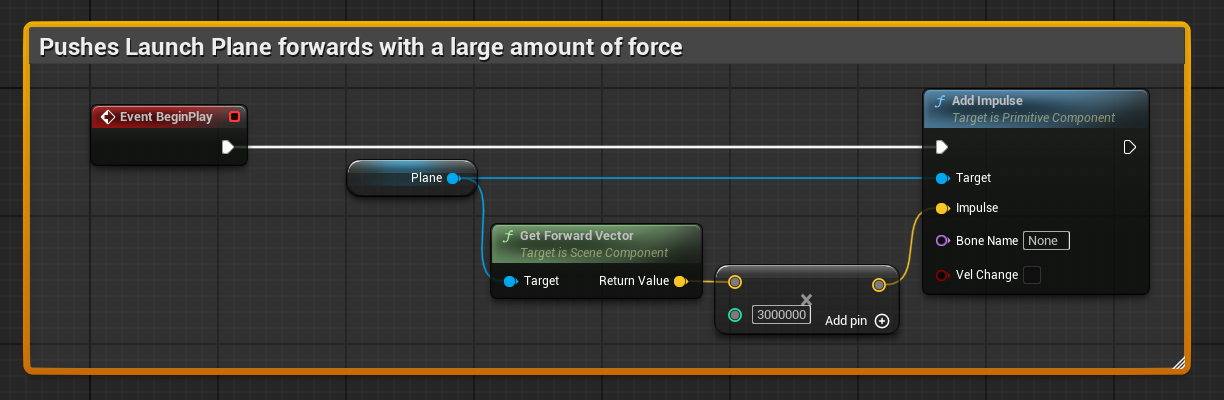 Pushes Launch Plane forwards with a large amount of force
Event BeginPlay
Plane
f Get Forward Vector
Target is Scene Component
Target Return Value
3000000
Add pin
f Add Impulse
Target is Primitive Component
Target
Impulse
Bone Name None
Vel Change